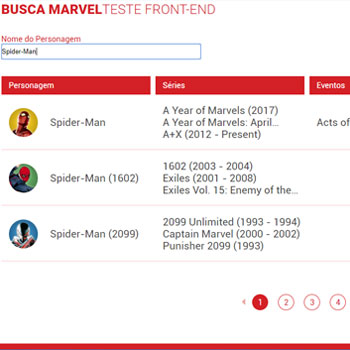 BUSCA MARVELTESTE FRONT-END
Nome do Personagem
Spider-Man
Personagem Séries Eventos
Spider-Man
A Year of Marvels (2017)
A Year of Marvels: April...
A+X (2012 - Present)
Acts of
Spider-Man (1602)
1602 (2003 - 2004)
Exiles (2001 - 2008)
Exiles Vol. 15: Enemy of the...
Spider-Man (2099)
2099 Unlimited (1993 - 1994)
Captain Marvel (2000 - 2002)
Punisher 2099 (1993)
1 2 3 4